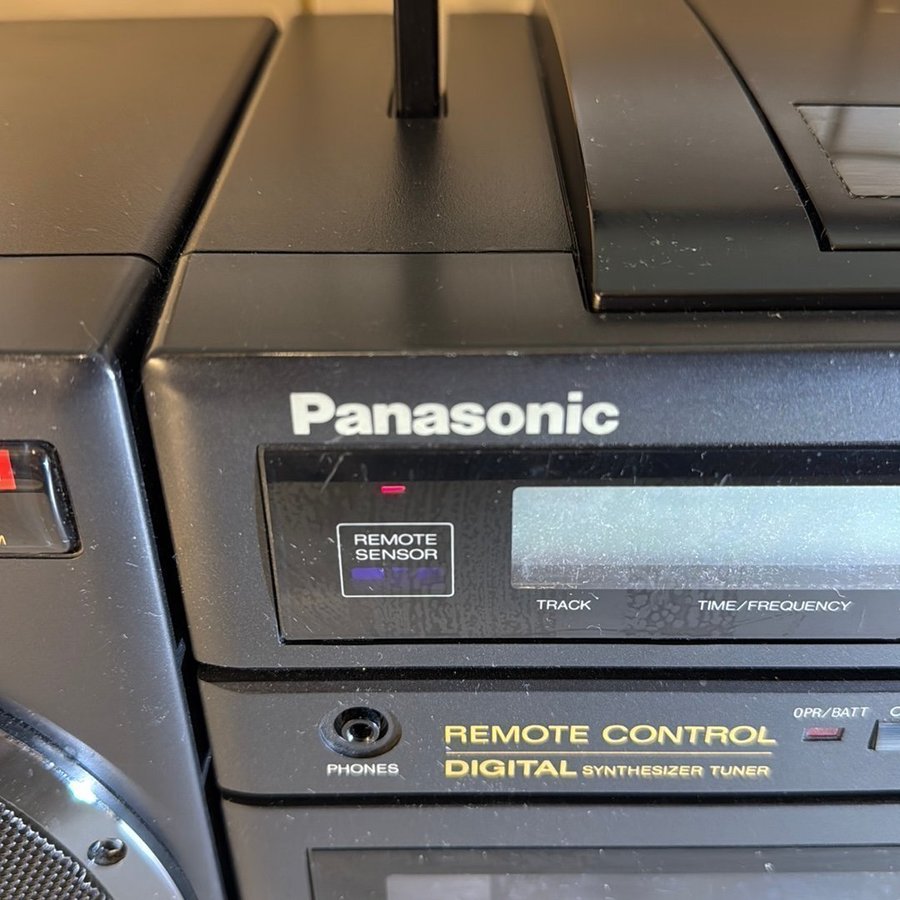 Panasonic
REMOTE
SENSOR
TRACK
TIME/FREQUENCY
OPR/BATT
REMOTE CONTROL
DIGITAL SYNTHESIZER TUNER
PHONES